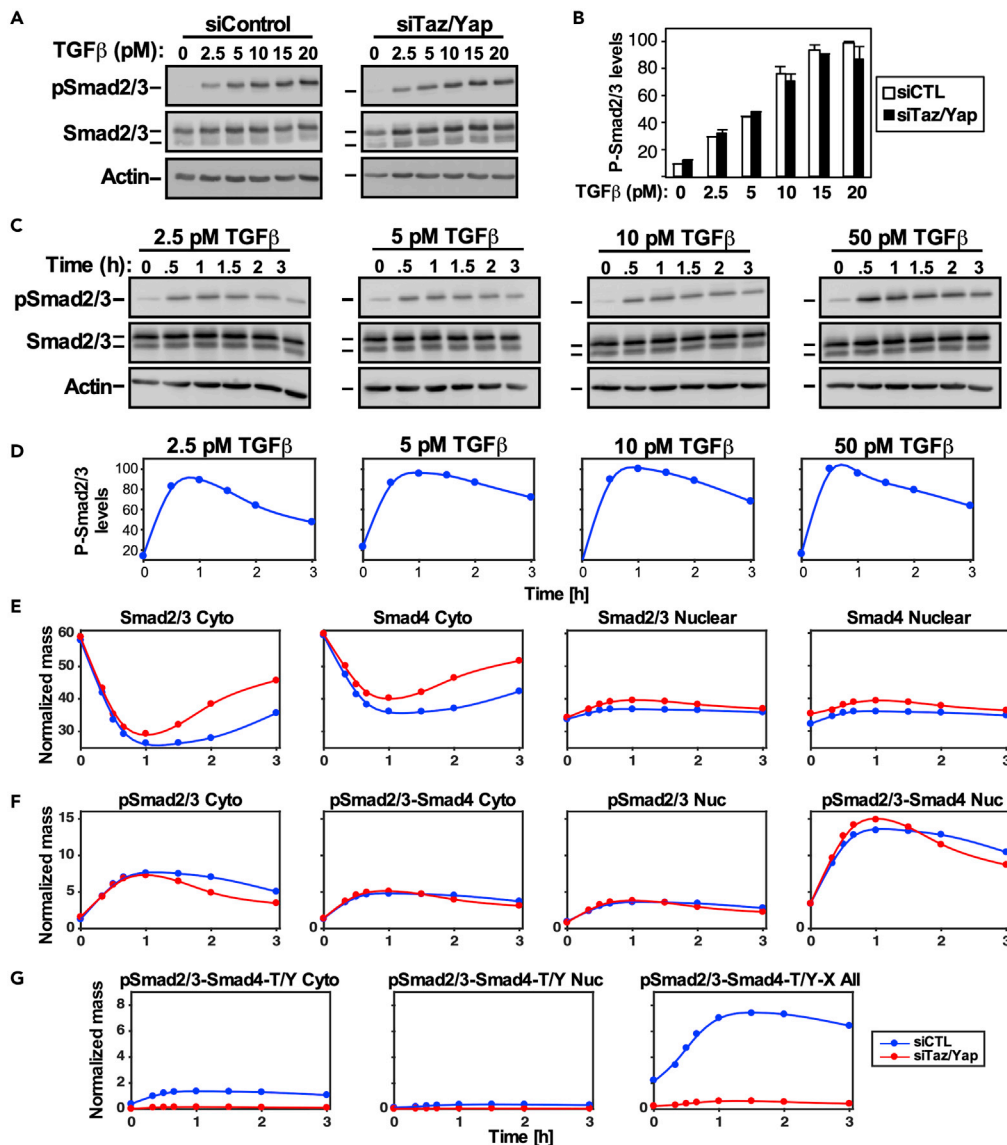 A
siControl siTaz/Yap
TGFβ (pM): 0 2.5 5 10 15 20 0 2.5 5 10 15 20
pSmad2/3
Smad2/3
Actin
B
P-Smad2/3 levels
100
80
60
40
20
TGFβ (pM): 0 2.5 5 10 15 20
siCTL
siTaz/Yap
C
2.5 pM TGFβ 5 pM TGFβ 10 pM TGFβ 50 pM TGFβ
Time (h) 0 .5 1 1.5 2 3 0 .5 1 1.5 2 3 0 .5 1 1.5 2 3 0 .5 1 1.5 2 3
pSmad2/3
Smad2/3
Actin
D
2.5 pM TGFβ 5 pM TGFβ 10 pM TGFβ 50 pM TGFβ
P-Smad2/3
levels
100
80
60
40
20
0 1 2 3 0 1 2 3 0 1 2 3 0 1 2 3
Time [h]
E
Smad2/3 Cyto Smad4 Cyto Smad2/3 Nuclear Smad4 Nuclear
Normalized mass
60
50
40
30
0 1 2 3 0 1 2 3 0 1 2 3 0 1 2 3
F
pSmad2/3 Cyto pSmad2/3-Smad4 Cyto pSmad2/3 Nuc pSmad2/3-Smad4 Nuc
Normalized mass
15
10
5
0 0 0 0
0 1 2 3 0 1 2 3 0 1 2 3 0 1 2 3
G
pSmad2/3-Smad4-T/Y Cyto pSmad2/3-Smad4-T/Y Nuc pSmad2/3-Smad4-T/Y-X All
Normalized mass
8
6
4
2
0 0 0
0 1 2 3 0 1 2 3 0 1 2 3
Time [h]
siCTL
siTaz/Yap